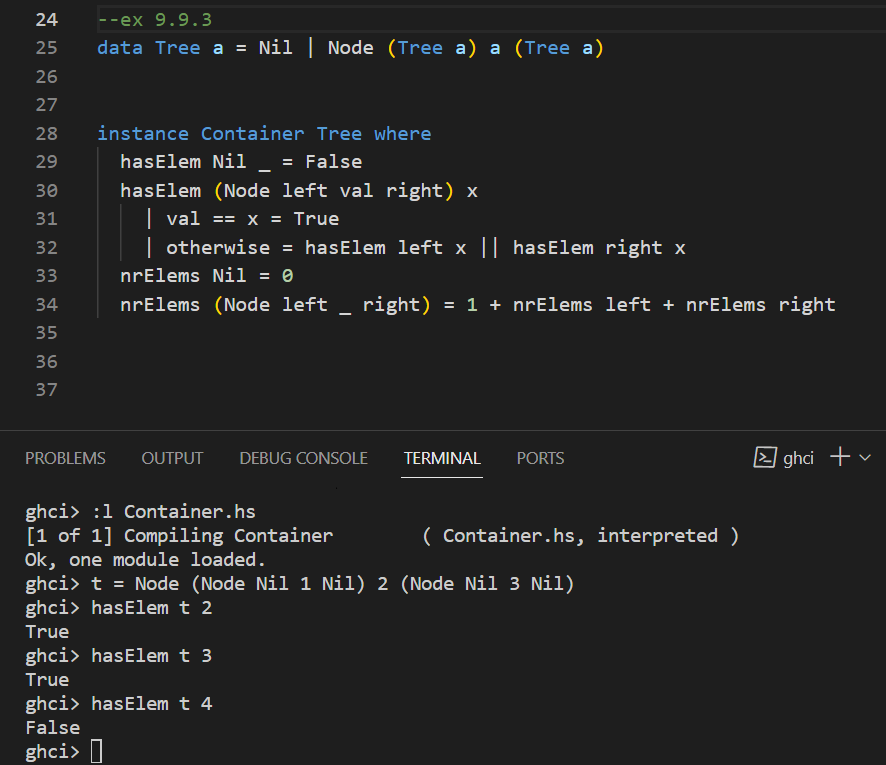 24 --ex 9.9.3
25 data Tree a = Nil | Node (Tree a) a (Tree a)
26
27
28 instance Container Tree where
29 hasElem Nil _ = False
30 hasElem (Node left val right) x
31 | val == x = True
32 | otherwise = hasElem left x || hasElem right x
33 nrElems Nil = 0
34 nrElems (Node left _ right) = 1 + nrElems left + nrElems right
35
36
37
PROBLEMS OUTPUT DEBUG CONSOLE TERMINAL PORTS ghci
ghci> :l Container.hs
[1 of 1] Compiling Container ( Container.hs, interpreted )
Ok, one module loaded.
ghci> t = Node (Node Nil 1 Nil) 2 (Node Nil 3 Nil)
ghci> hasElem t 2
True
ghci> hasElem t 3
True
ghci> hasElem t 4
False
ghci>